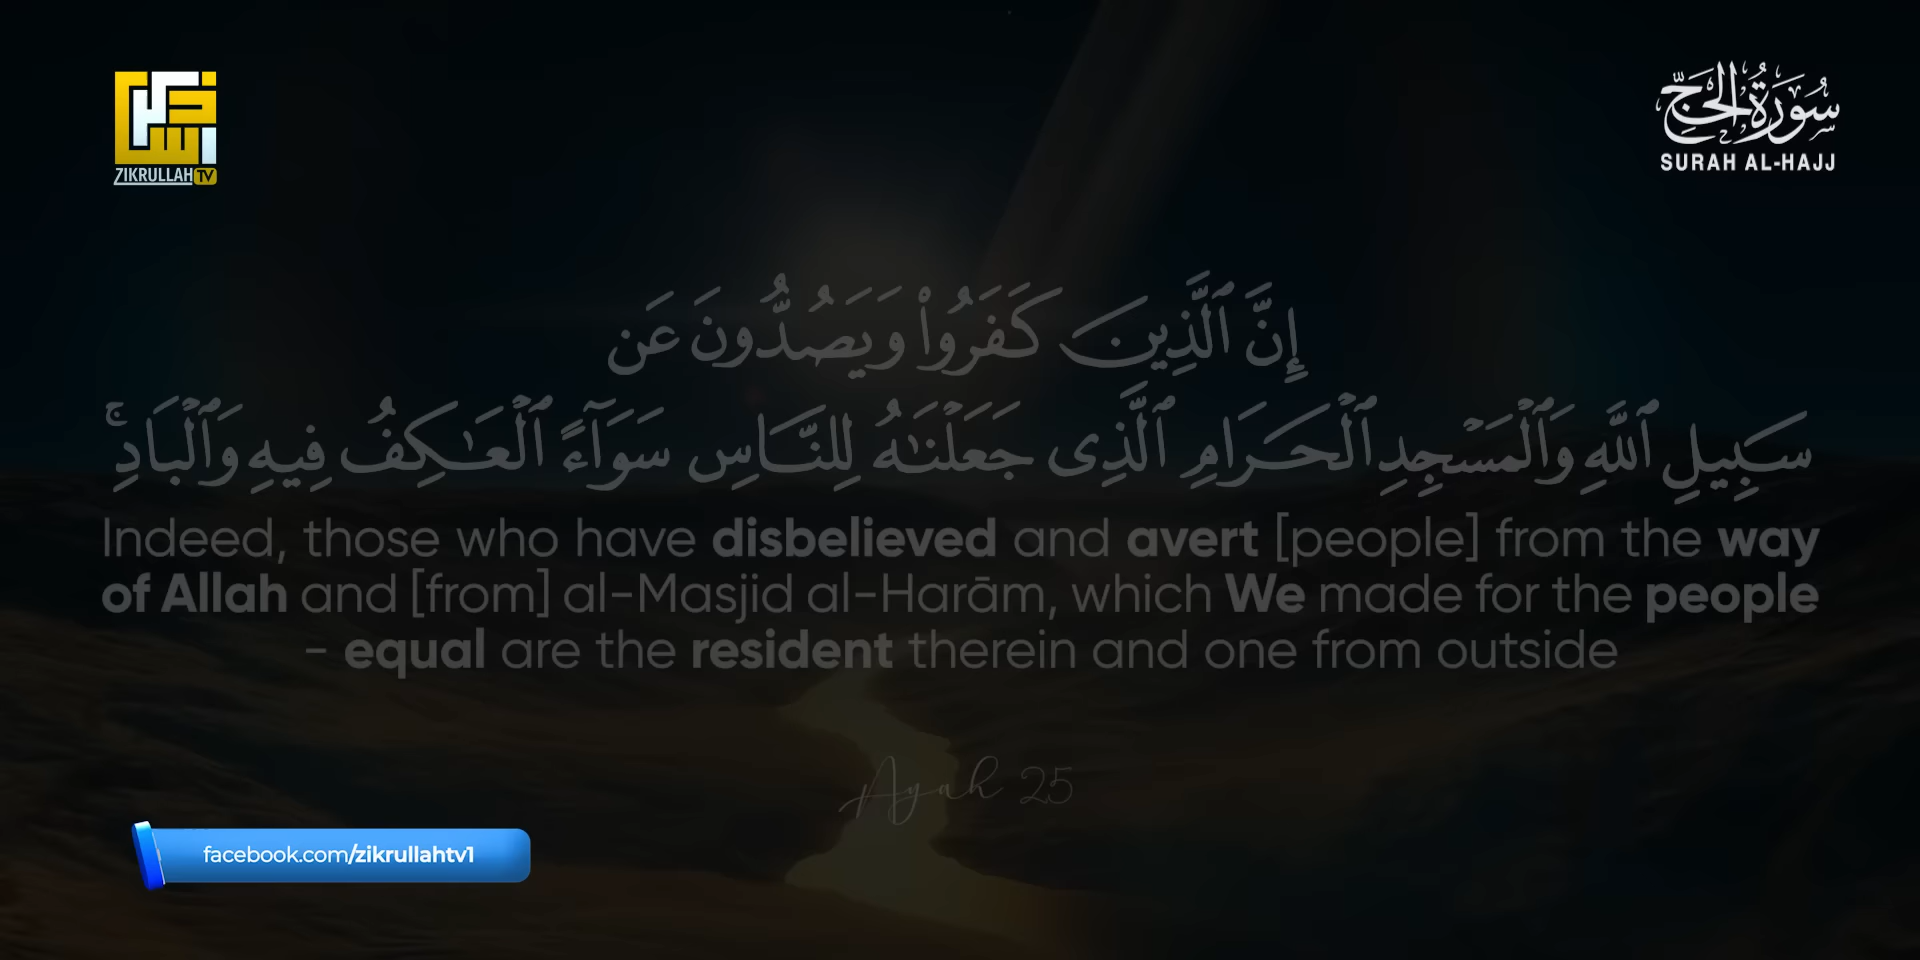 ZIKRULLAH TV
سُورَةُ الحَجِّ
SURAH AL-HAJJ
إِنَّ ٱلَّذِينَ كَفَرُوا۟ وَيَصُدُّونَ عَن
سَبِيلِ ٱللَّهِ وَٱلْمَسْجِدِ ٱلْحَرَامِ ٱلَّذِى جَعَلْنَـٰهُ لِلنَّاسِ سَوَآءً ٱلْعَـٰكِفُ فِيهِ وَٱلْبَادِ ۚ
Indeed, those who have disbelieved and avert [people] from the way
of Allah and [from] al-Masjid al-Harām, which We made for the people
- equal are the resident therein and one from outside
Ayah 25
facebook.com/zikrullahtv1